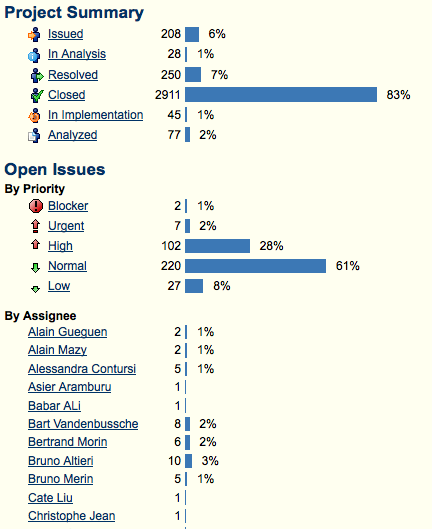 Project Summary
Issued 208 6%
In Analysis 28 1%
Resolved 250 7%
Closed 2911 83%
In Implementation 45 1%
Analyzed 77 2%
Open Issues
By Priority
Blocker 2 1%
Urgent 7 2%
High 102 28%
Normal 220 61%
Low 27 8%
By Assignee
Alain Gueguen 2 1%
Alain Mazy 2 1%
Alessandra Contursi 5 1%
Asier Aramburu 1
Babar ALi 1
Bart Vandenbussche 8 2%
Bertrand Morin 6 2%
Bruno Altieri 10 3%
Bruno Merin 5 1%
Cate Liu 1
Christophe Jean 1